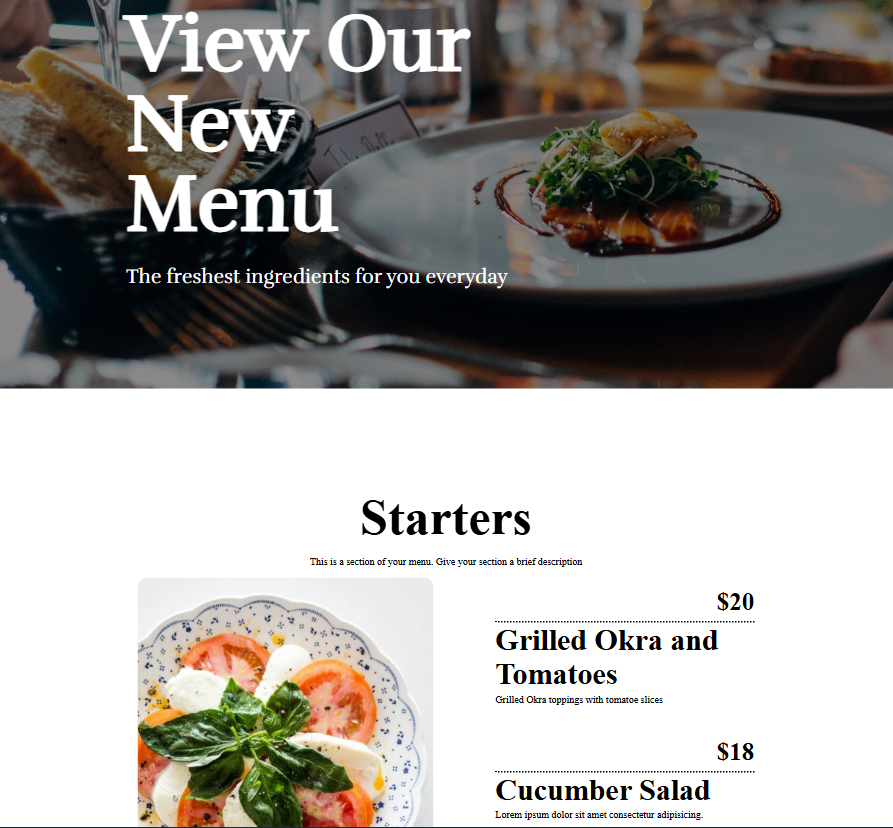 View Our
New
Menu
The freshest ingredients for you everyday
Starters
This is a section of your menu. Give your section a brief description
$20
Grilled Okra and
Tomatoes
Grilled Okra toppings with tomatoe slices
$18
Cucumber Salad
Lorem ipsum dolor sit amet consectetur adipisicing.